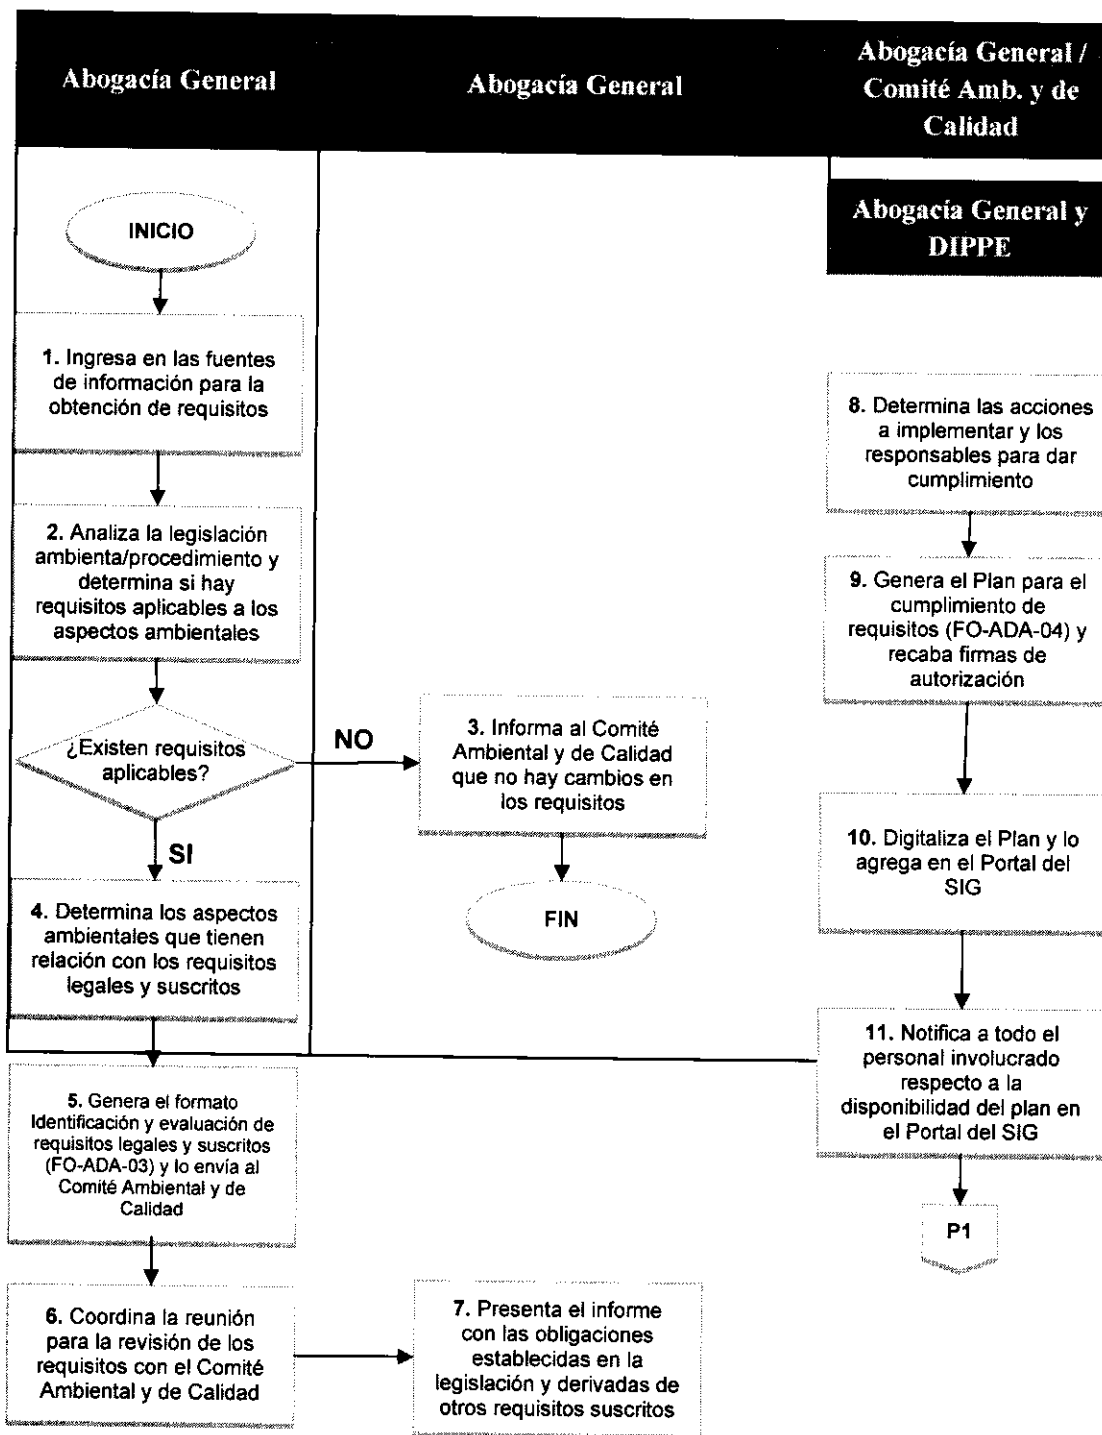 Abogacía General
Abogacía General
Abogacía General /
Comité Amb. y de
Calidad
Abogacía General y
DIPPE
INICIO
1. Ingresa en las fuentes
de información para la
obtención de requisitos
2. Analiza la legislación
ambienta/procedimiento y
determina si hay
requisitos aplicables a los
aspectos ambientales
¿Existen requisitos
aplicables?
NO
SI
3. Informa al Comité
Ambiental y de Calidad
que no hay cambios en
los requisitos
FIN
4. Determina los aspectos
ambientales que tienen
relación con los requisitos
legales y suscritos
5. Genera el formato
Identificación y evaluación de
requisitos legales y suscritos
(FO-ADA-03) y lo envía al
Comité Ambiental y de
Calidad
6. Coordina la reunión
para la revisión de los
requisitos con el Comité
Ambiental y de Calidad
7. Presenta el informe
con las obligaciones
establecidas en la
legislación y derivadas de
otros requisitos suscritos
8. Determina las acciones
a implementar y los
responsables para dar
cumplimiento
9. Genera el Plan para el
cumplimiento de
requisitos (FO-ADA-04) y
recaba firmas de
autorización
10. Digitaliza el Plan y lo
agrega en el Portal del
SIG
11. Notifica a todo el
personal involucrado
respecto a la
disponibilidad del plan en
el Portal del SIG
P1